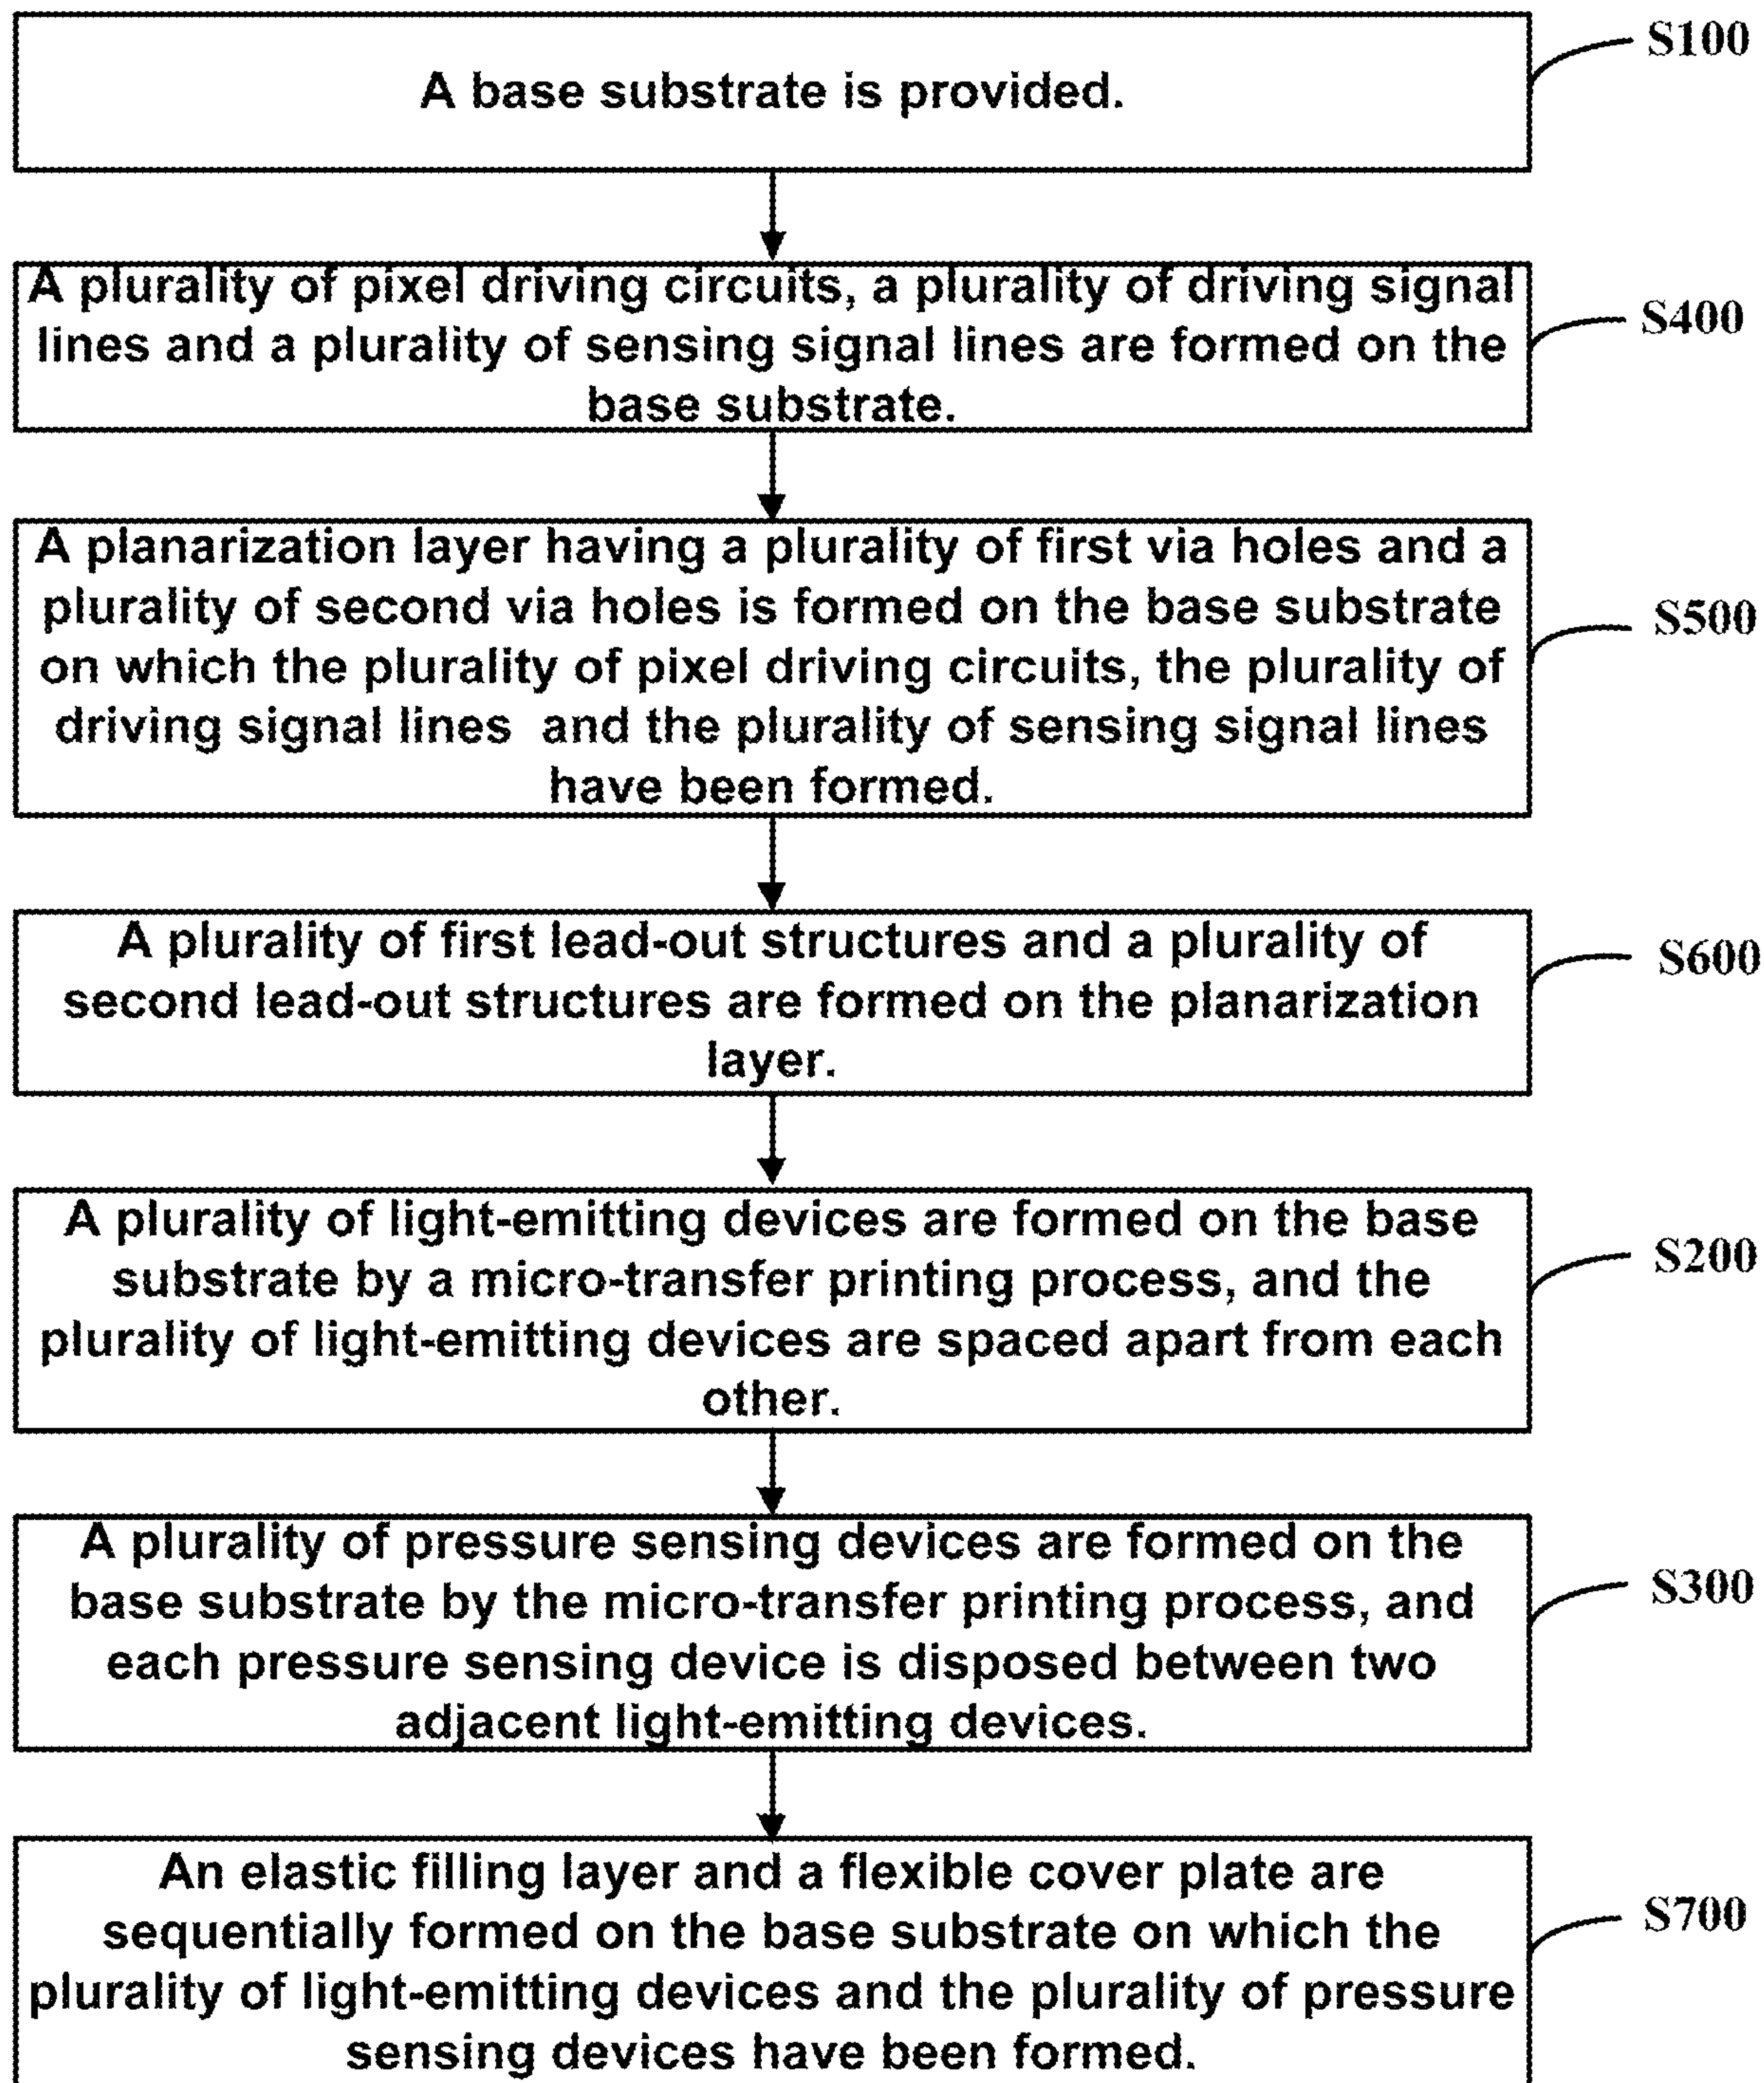 S100
A base substrate is provided.
A plurality of pixel driving circuits, a plurality of driving signal
lines and a plurality of sensing signal lines are formed on the
base substrate.
S400
A planarization layer having a plurality of first via holes and a
plurality of second via holes is formed on the base substrate
on which the plurality of pixel driving circuits, the plurality of
driving signal lines and the plurality of sensing signal lines
have been formed.
S500
A plurality of first lead-out structures and a plurality of
second lead-out structures are formed on the planarization
layer.
S600
A plurality of light-emitting devices are formed on the base
substrate by a micro-transfer printing process, and the
plurality of light-emitting devices are spaced apart from each
other.
S200
A plurality of pressure sensing devices are formed on the
base substrate by the micro-transfer printing process, and
each pressure sensing device is disposed between two
adjacent light-emitting devices.
S300
An elastic filling layer and a flexible cover plate are
sequentially formed on the base substrate on which the
plurality of light-emitting devices and the plurality of pressure
sensing devices have been formed.
S700